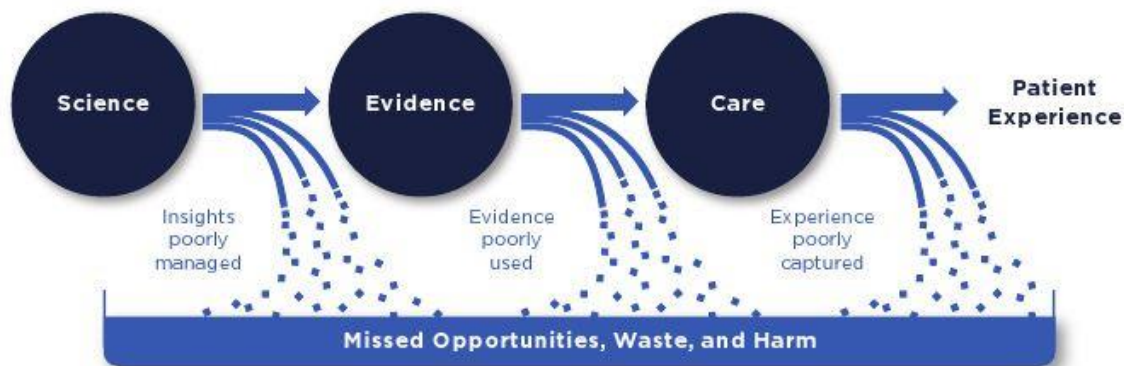 Science
Evidence
Care
Patient
Experience
Insights
poorly
managed
Evidence
poorly
used
Experience
poorly
captured
Missed Opportunities, Waste, and Harm